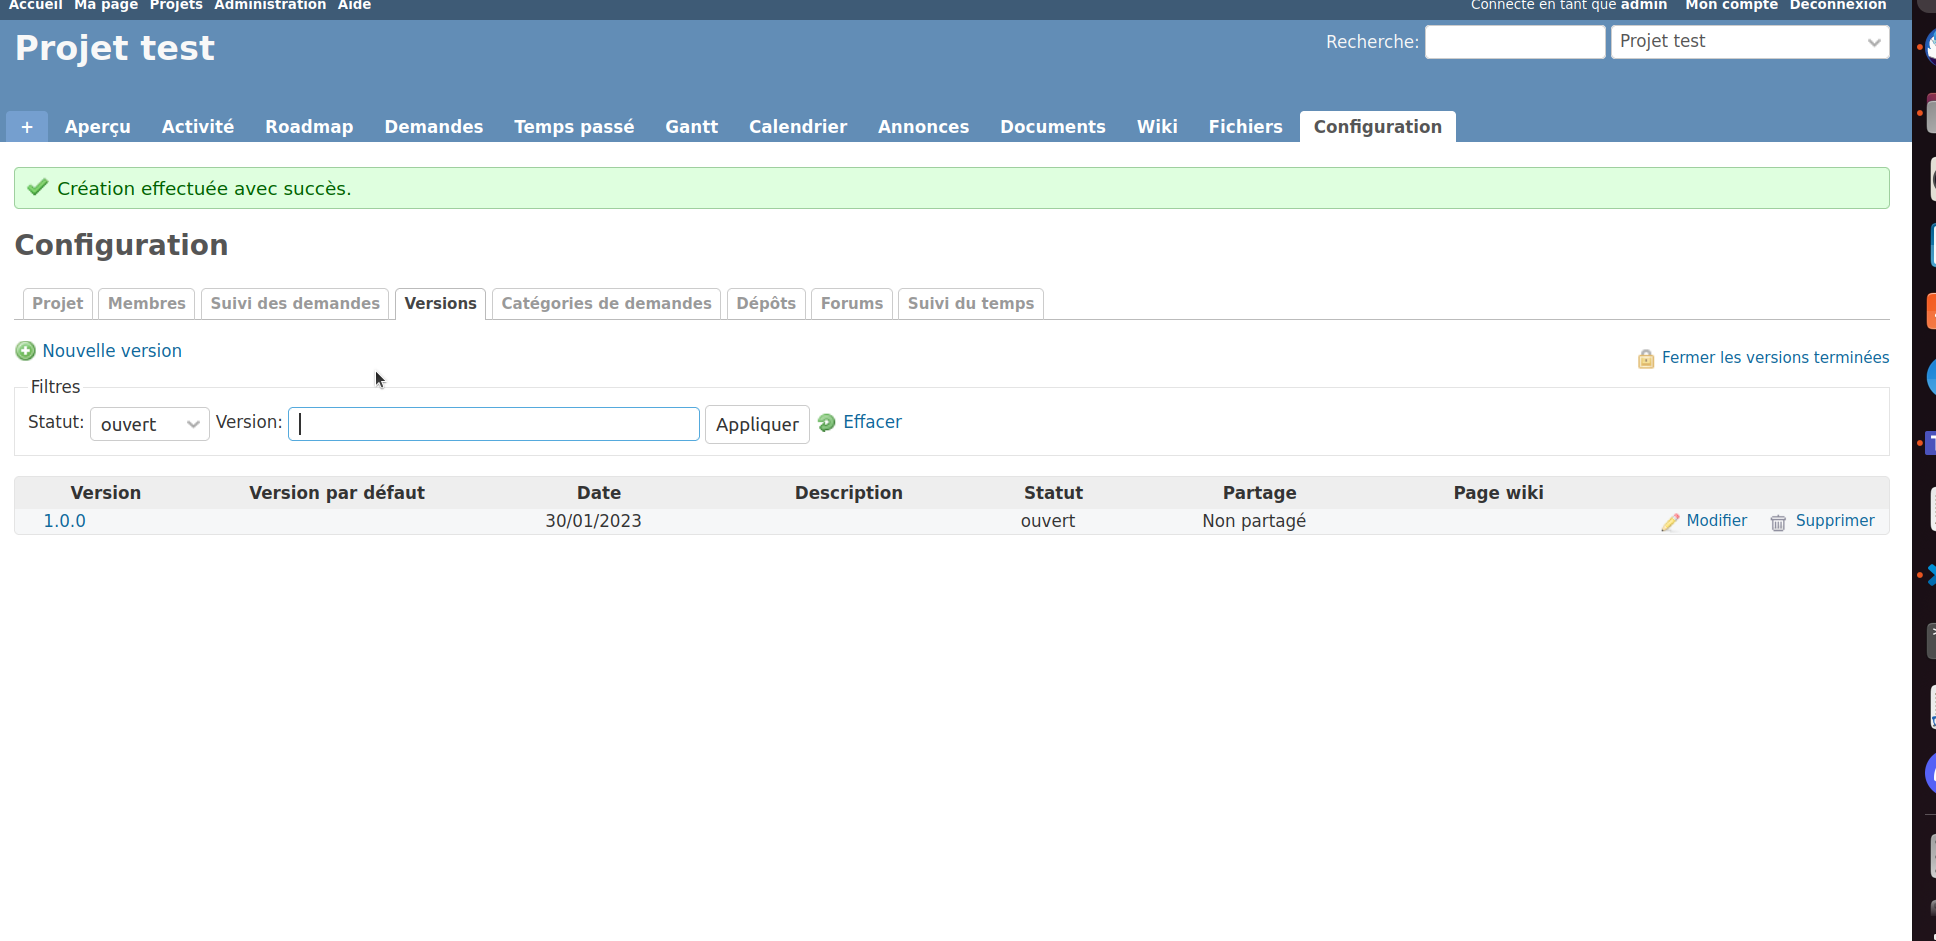 Accueil Ma page Projets Administration Aide
Connecté en tant que admin Mon compte Déconnexion
Projet test
Recherche: Projet test
+ Aperçu Activité Roadmap Demandes Temps passé Gantt Calendrier Annonces Documents Wiki Fichiers Configuration
Création effectuée avec succès.
Configuration
Projet Membres Suivi des demandes Versions Catégories de demandes Dépôts Forums Suivi du temps
Nouvelle version
Fermer les versions terminées
Filtres
Statut: ouvert Version: Appliquer Effacer
Version Version par défaut Date Description Statut Partage Page wiki
1.0.0 30/01/2023 ouvert Non partagé Modifier Supprimer